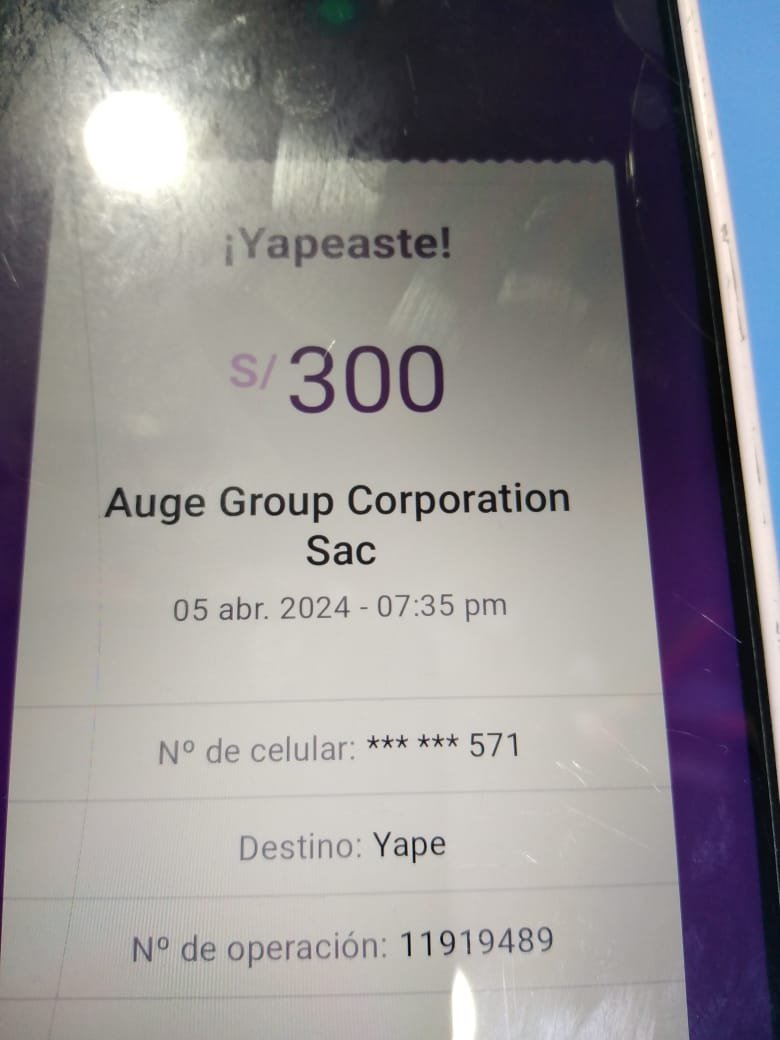 ¡Yapeaste!
S/ 300
Auge Group Corporation
Sac
05 abr. 2024 - 07:35 pm
Nº de celular: *** *** 571
Destino: Yape
Nº de operación: 11919489